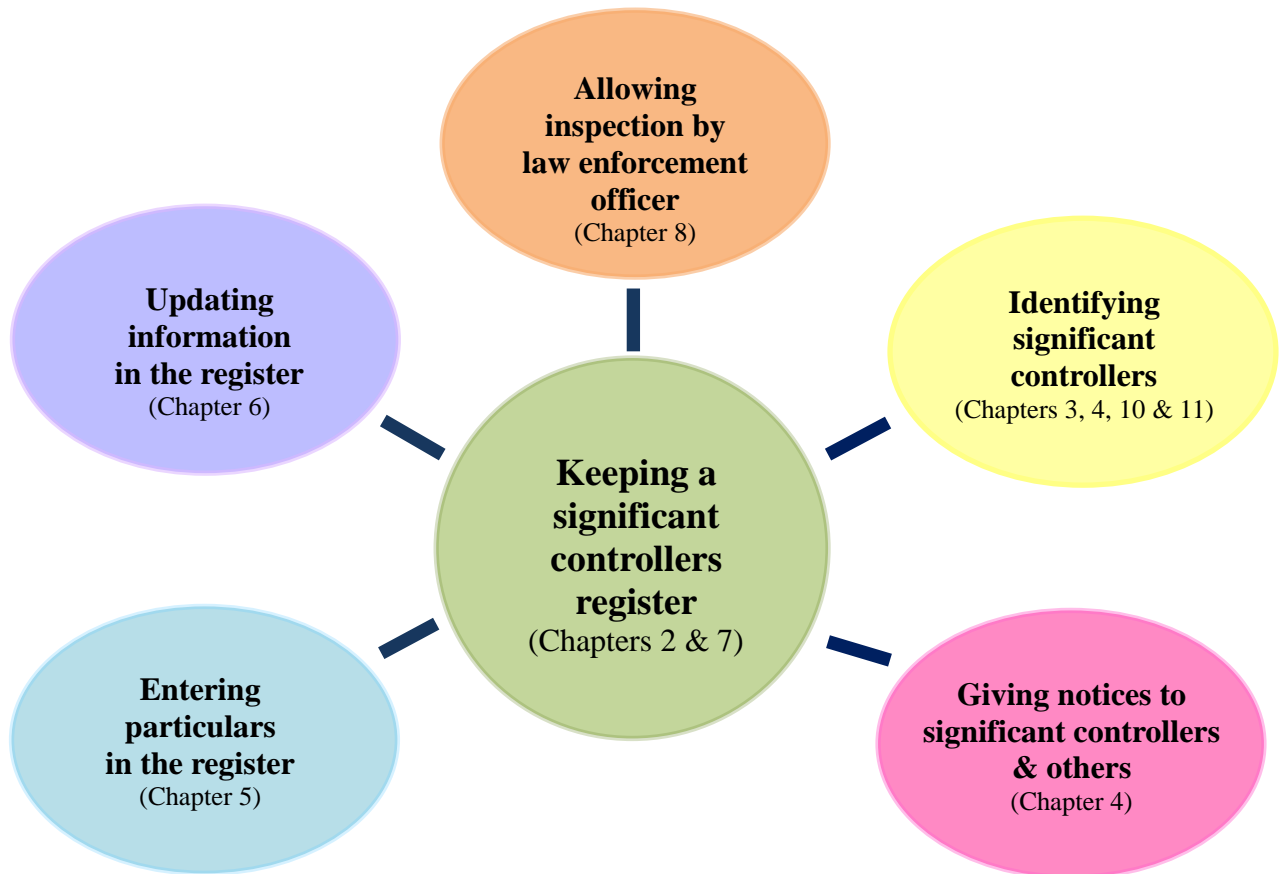 Allowing
inspection by
law enforcement
officer
(Chapter 8)
Updating
information
in the register
(Chapter 6)
Identifying
significant
controllers
(Chapters 3, 4, 10 & 11)
Keeping a
significant
controllers
register
(Chapters 2 & 7)
Entering
particulars
in the register
(Chapter 5)
Giving notices to
significant controllers
& others
(Chapter 4)